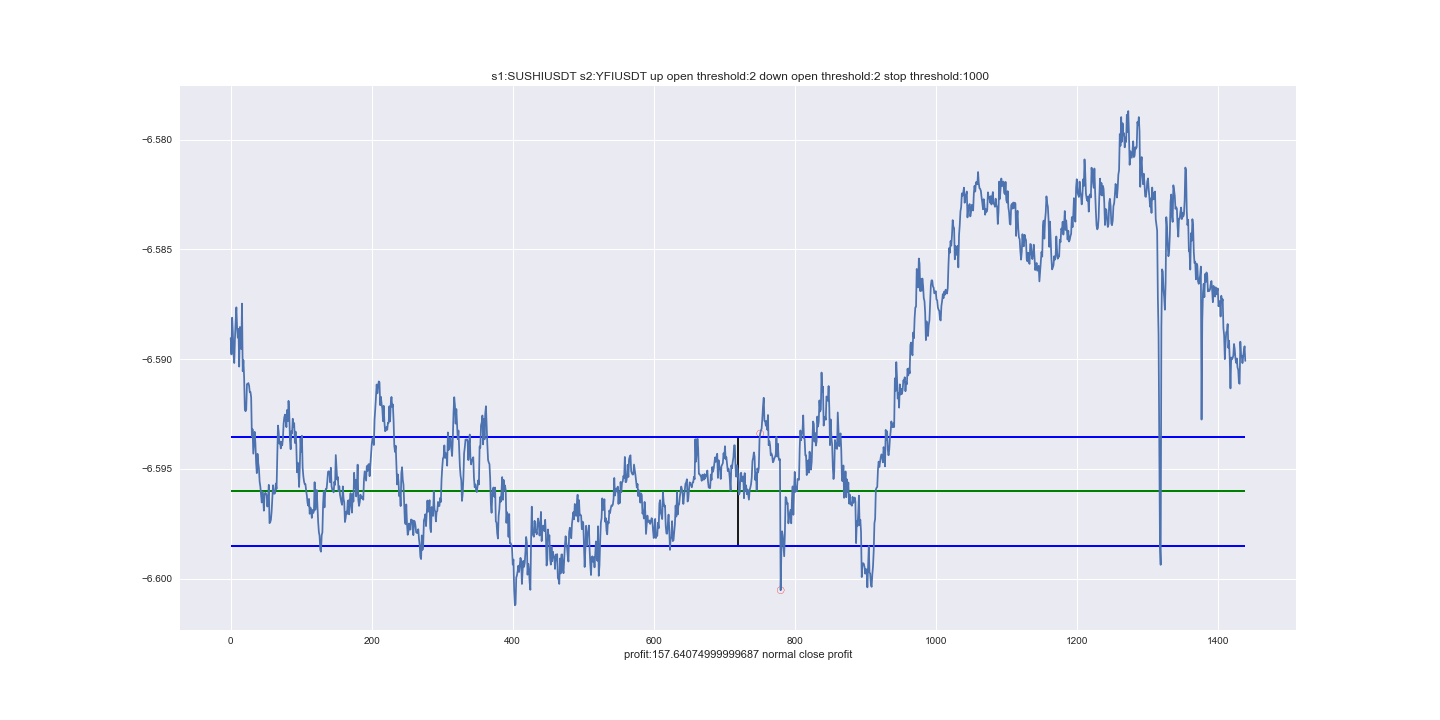 s1:SUSHIUSDT s2:YFIUSDT up open threshold:2 down open threshold:2 stop threshold:1000
−6.580
−6.585
−6.590
−6.595
−6.600
0 200 400 600 800 1000 1200 1400
profit:157.64074999999687 normal close profit